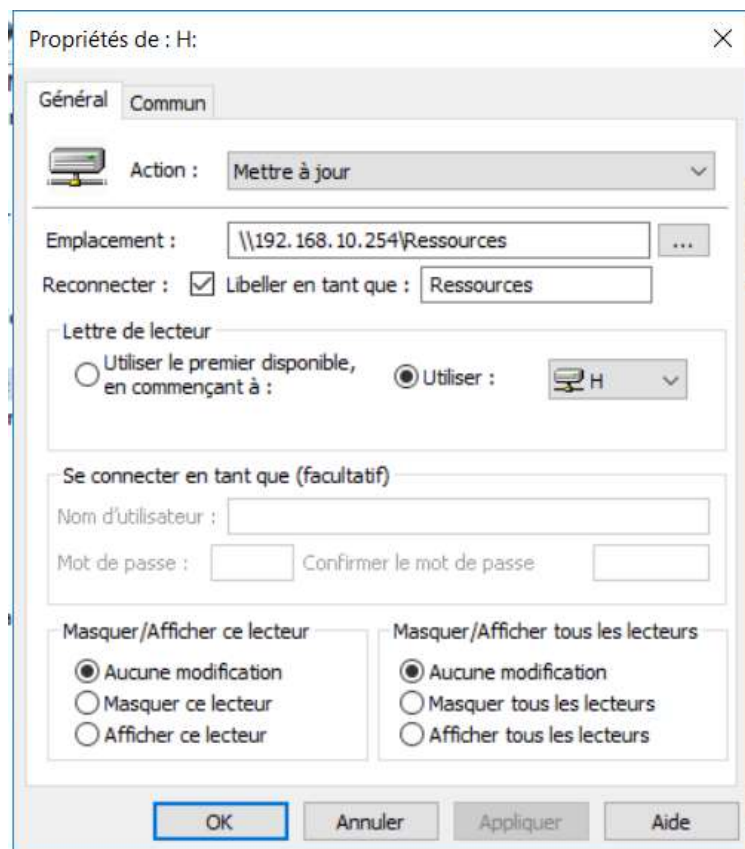 Propriétés de : H:
Général
Commun
Action :
Mettre à jour
Emplacement :
\\192.168.10.254\Ressources
...
Reconnecter :
Libeller en tant que :
Ressources
Lettre de lecteur
Utiliser le premier disponible,
en commençant à :
Utiliser :
H
Se connecter en tant que (facultatif)
Nom d'utilisateur :
Mot de passe :
Confirmer le mot de passe
Masquer/Afficher ce lecteur
Aucune modification
Masquer ce lecteur
Afficher ce lecteur
Masquer/Afficher tous les lecteurs
Aucune modification
Masquer tous les lecteurs
Afficher tous les lecteurs
OK
Annuler
Appliquer
Aide